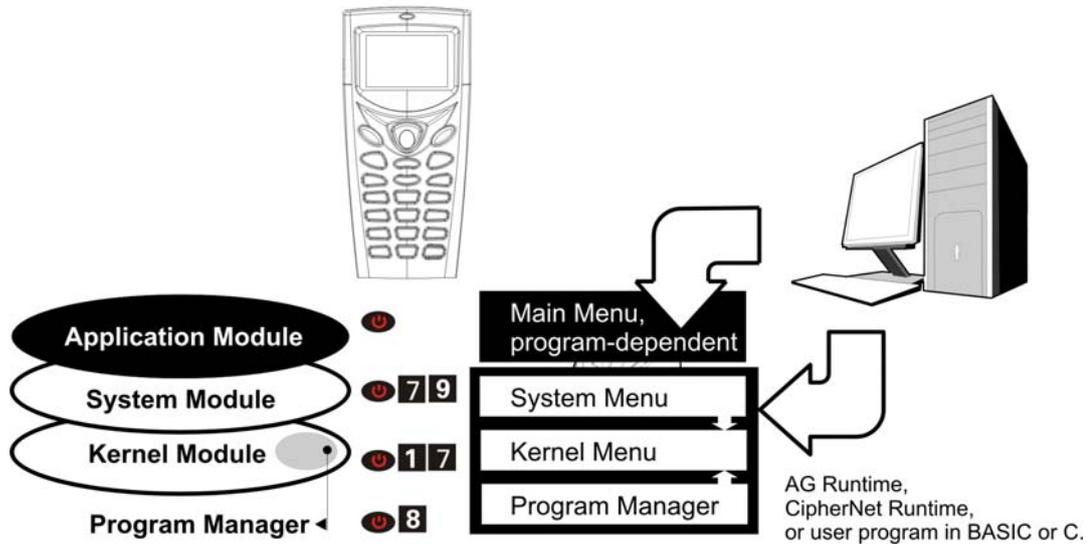 Application Module
System Module
7 9
Kernel Module
1 7
Program Manager
8
Main Menu,
program-dependent
System Menu
Kernel Menu
Program Manager
AG Runtime,
CipherNet Runtime,
or user program in BASIC or C.